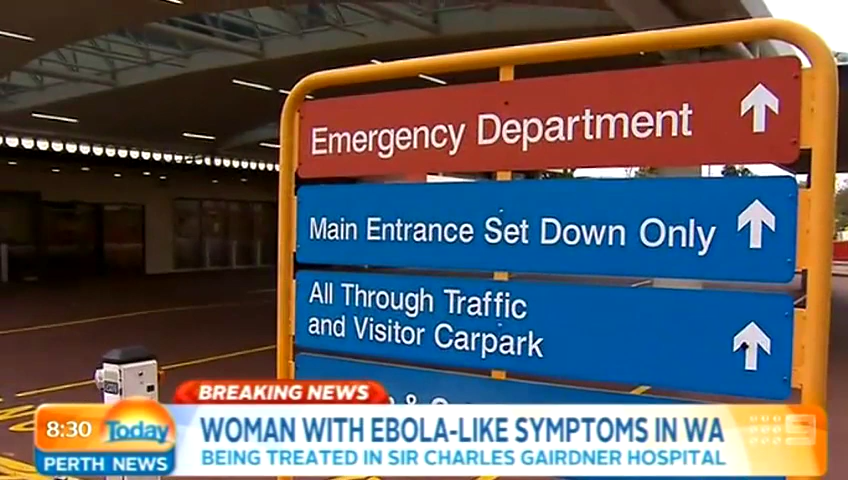 Emergency Department
Main Entrance Set Down Only
All Through Traffic
and Visitor Carpark
BREAKING NEWS
8:30
Today
PERTH NEWS
WOMAN WITH EBOLA-LIKE SYMPTOMS IN WA
BEING TREATED IN SIR CHARLES GAIRDNER HOSPITAL
9